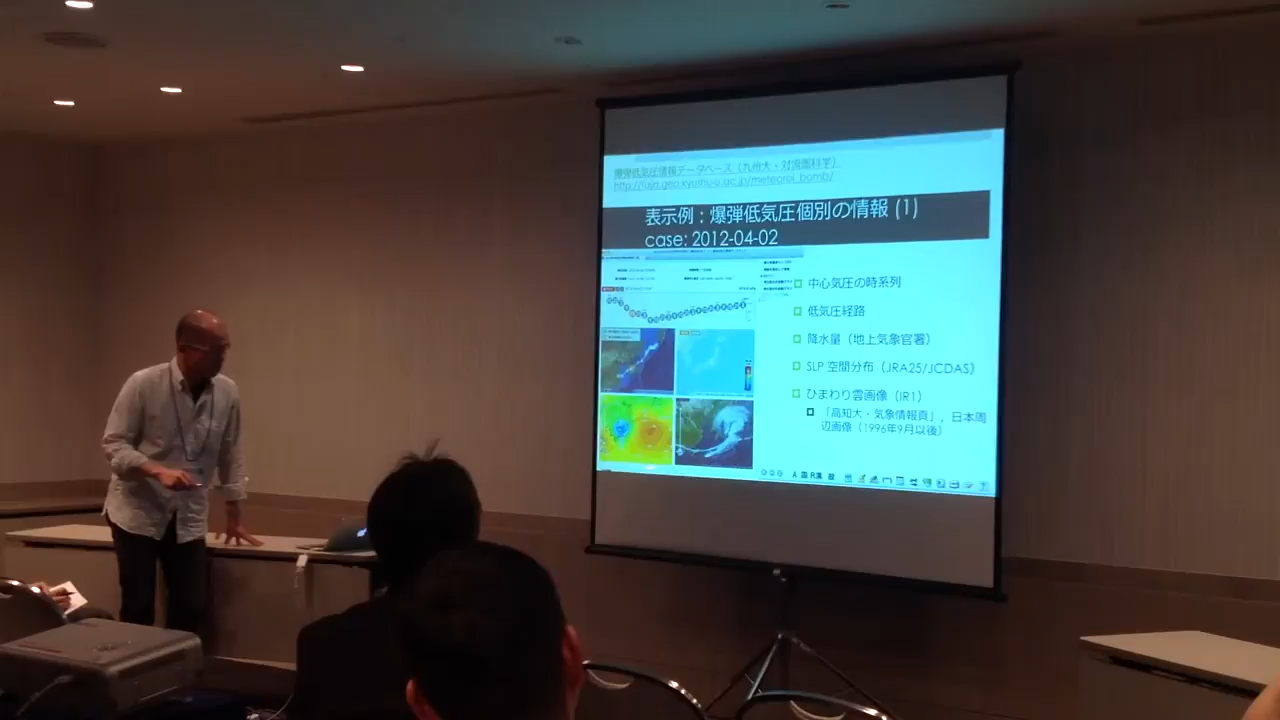 爆弾低気圧情報データベース（九州大・対流圏科学）
http://fujin.geo.kyushu-u.ac.jp/meteorol_bomb/
表示例：爆弾低気圧個別の情報 (1)
case: 2012-04-02
中心気圧の時系列
低気圧経路
降水量（地上気象官署）
SLP 空間分布（JRA25/JCDAS）
ひまわり雲画像（IR1）
「高知大・気象情報頁」，日本周
辺画像（1996年9月以後）